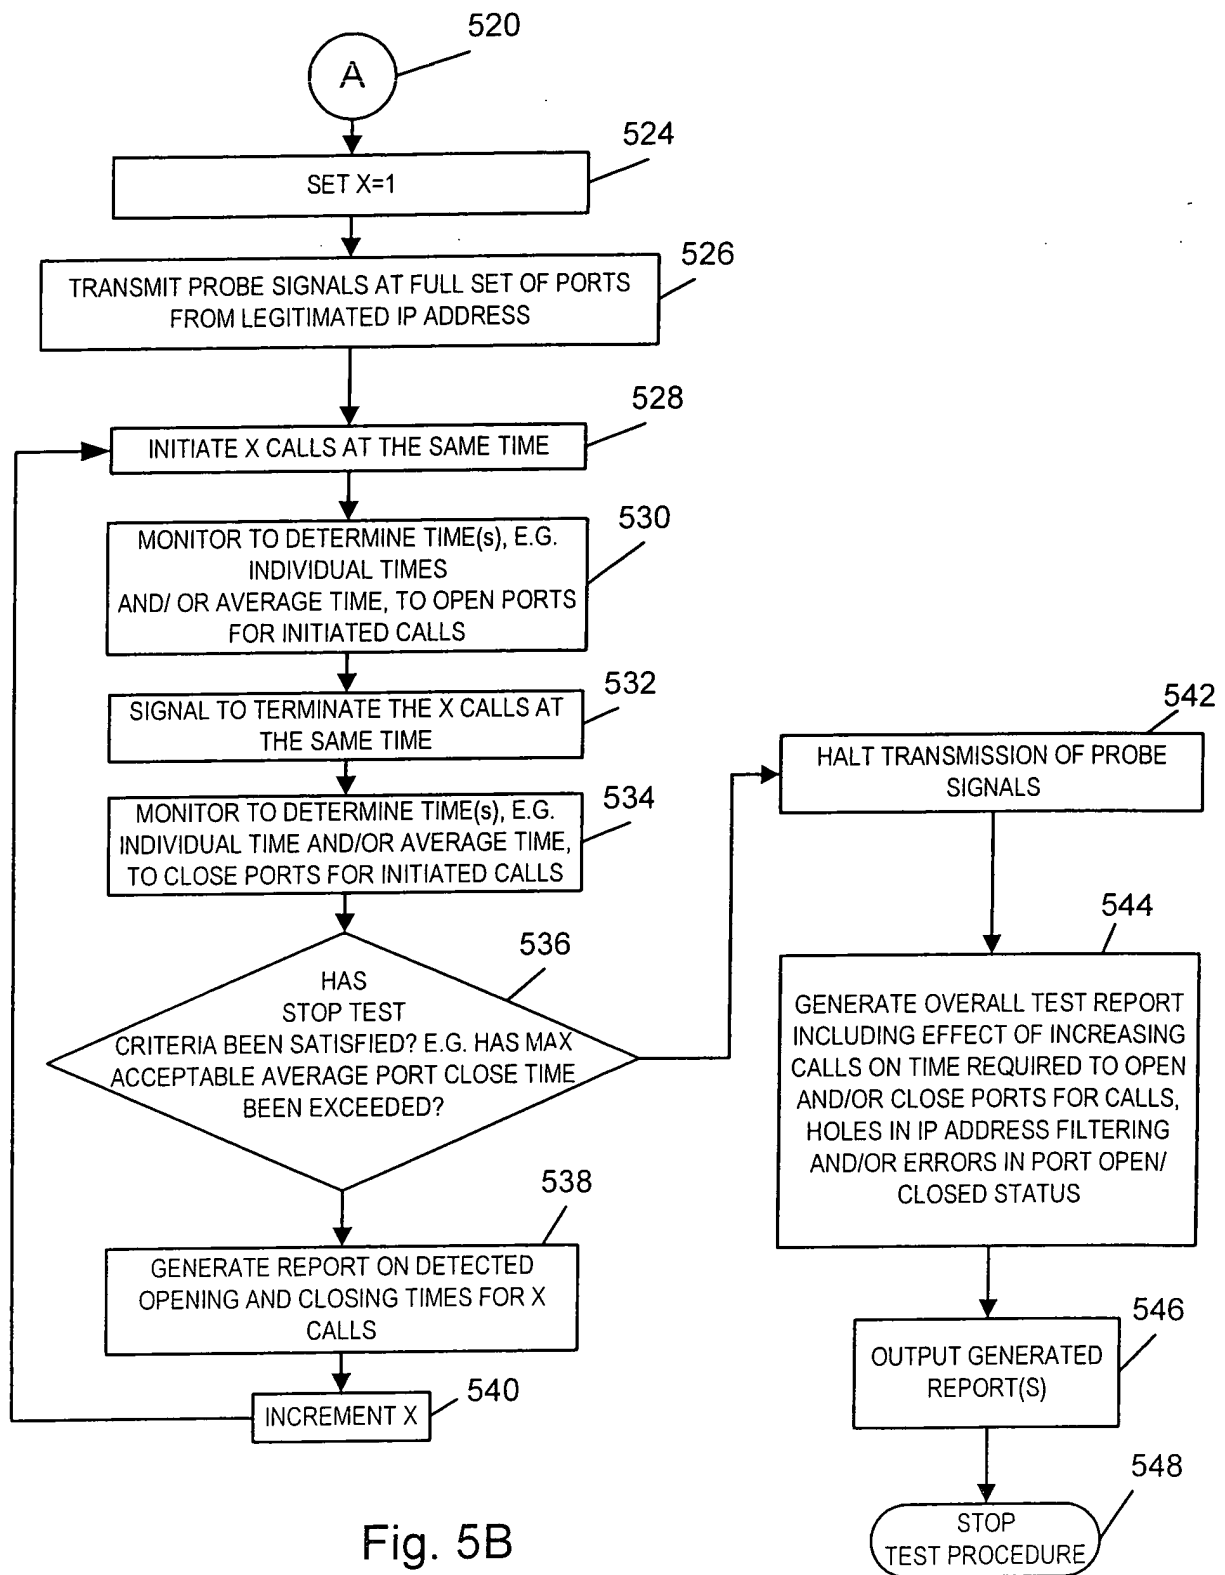 520
A
524
SET X=1
526
TRANSMIT PROBE SIGNALS AT FULL SET OF PORTS
FROM LEGITIMATED IP ADDRESS
528
INITIATE X CALLS AT THE SAME TIME
530
MONITOR TO DETERMINE TIME(s), E.G.
INDIVIDUAL TIMES
AND/ OR AVERAGE TIME, TO OPEN PORTS
FOR INITIATED CALLS
532
SIGNAL TO TERMINATE THE X CALLS AT
THE SAME TIME
534
MONITOR TO DETERMINE TIME(s), E.G.
INDIVIDUAL TIME AND/OR AVERAGE TIME,
TO CLOSE PORTS FOR INITIATED CALLS
536
HAS
STOP TEST
CRITERIA BEEN SATISFIED? E.G. HAS MAX
ACCEPTABLE AVERAGE PORT CLOSE TIME
BEEN EXCEEDED?
538
GENERATE REPORT ON DETECTED
OPENING AND CLOSING TIMES FOR X
CALLS
540
INCREMENT X
542
HALT TRANSMISSION OF PROBE
SIGNALS
544
GENERATE OVERALL TEST REPORT
INCLUDING EFFECT OF INCREASING
CALLS ON TIME REQUIRED TO OPEN
AND/OR CLOSE PORTS FOR CALLS,
HOLES IN IP ADDRESS FILTERING
AND/OR ERRORS IN PORT OPEN/
CLOSED STATUS
546
OUTPUT GENERATED
REPORT(S)
548
STOP
TEST PROCEDURE
Fig. 5B